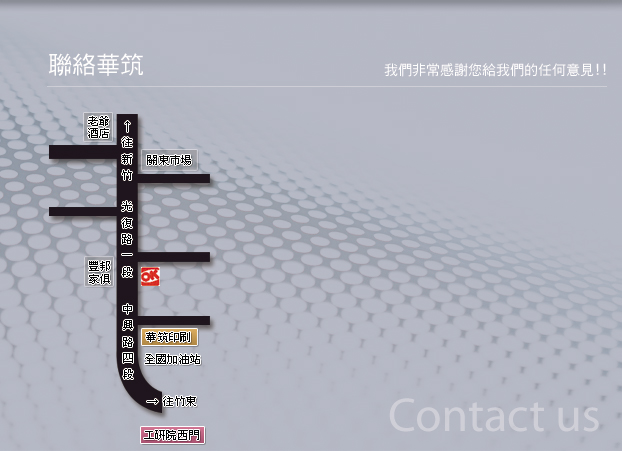 聯絡華筑
我們非常感謝您給我們的任何意見!!
老爺
酒店
↑往新竹
關東市場
光復路一段
豐邦
家俱
OK
中興路四段
華筑印刷
全國加油站
→往竹東
工研院西門
Contact us